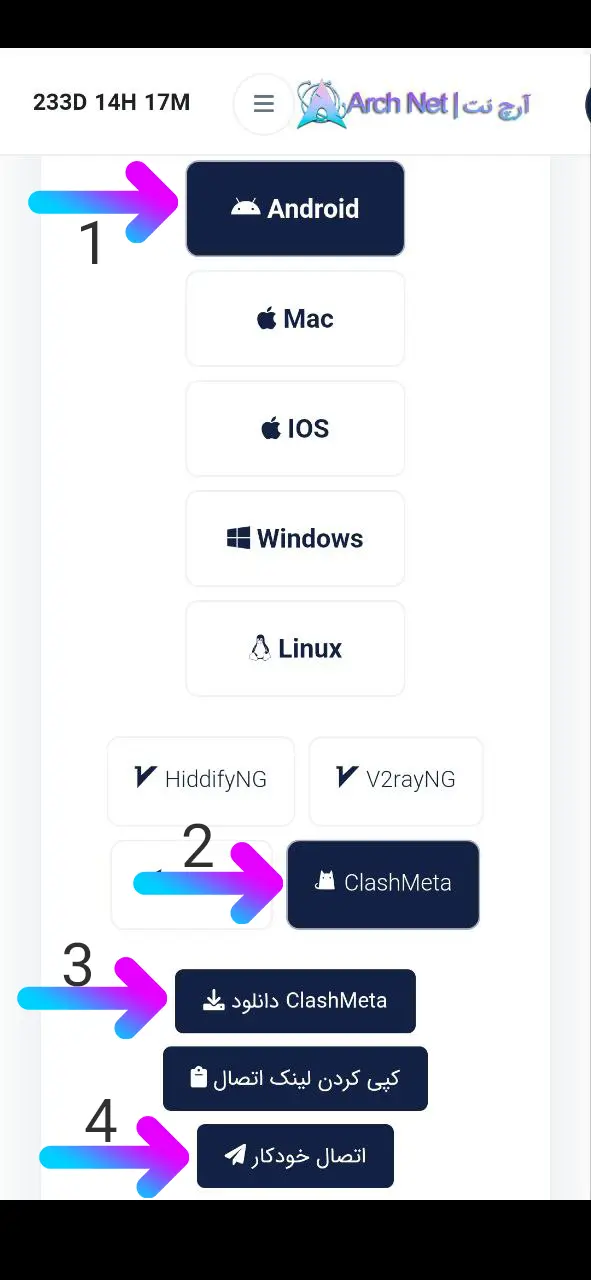 233D 14H 17M
Arch Net | آرچ نت
Android
1
Mac
IOS
Windows
Linux
HiddifyNG
V2rayNG
2
ClashMeta
3
دانلود ClashMeta
کپی کردن لینک اتصال
4
اتصال خودکار